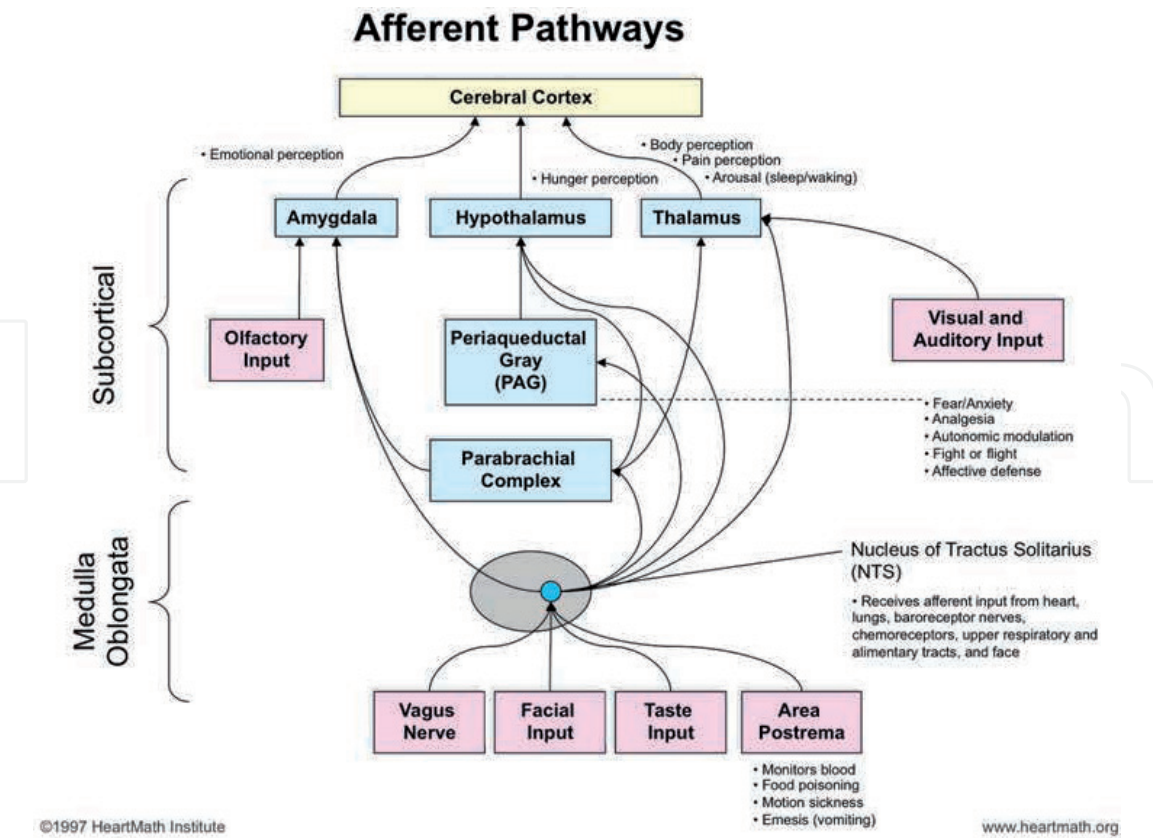 Afferent Pathways
Cerebral Cortex
• Emotional perception
• Body perception
• Pain perception
• Arousal (sleep/waking)
• Hunger perception
Amygdala
Hypothalamus
Thalamus
Subcortical
Olfactory
Input
Periaqueductal
Gray
(PAG)
Visual and
Auditory Input
• Fear/Anxiety
• Analgesia
• Autonomic modulation
• Fight or flight
• Affective defense
Parabrachial
Complex
Medulla
Oblongata
Nucleus of Tractus Solitarius
(NTS)
• Receives afferent input from heart,
lungs, baroreceptor nerves,
chemoreceptors, upper respiratory and
alimentary tracts, and face
Vagus
Nerve
Facial
Input
Taste
Input
Area
Postrema
• Monitors blood
• Food poisoning
• Motion sickness
• Emesis (vomiting)
©1997 HeartMath Institute
www.heartmath.org